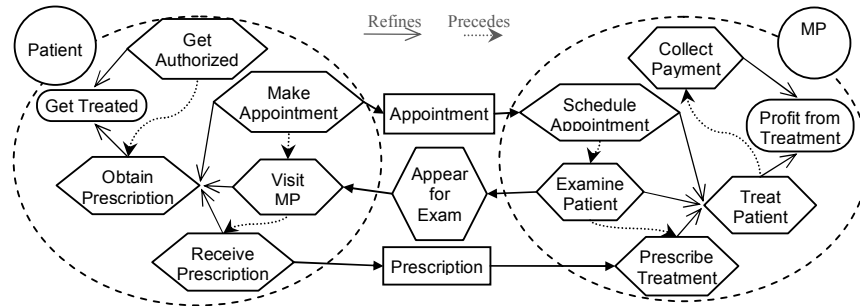 Refines
Precedes
Patient
Get
Authorized
Get Treated
Make
Appointment
Obtain
Prescription
Visit
MP
Receive
Prescription
Appointment
Appear
for
Exam
Prescription
MP
Collect
Payment
Schedule
Appointment
Profit from
Treatment
Examine
Patient
Treat
Patient
Prescribe
Treatment